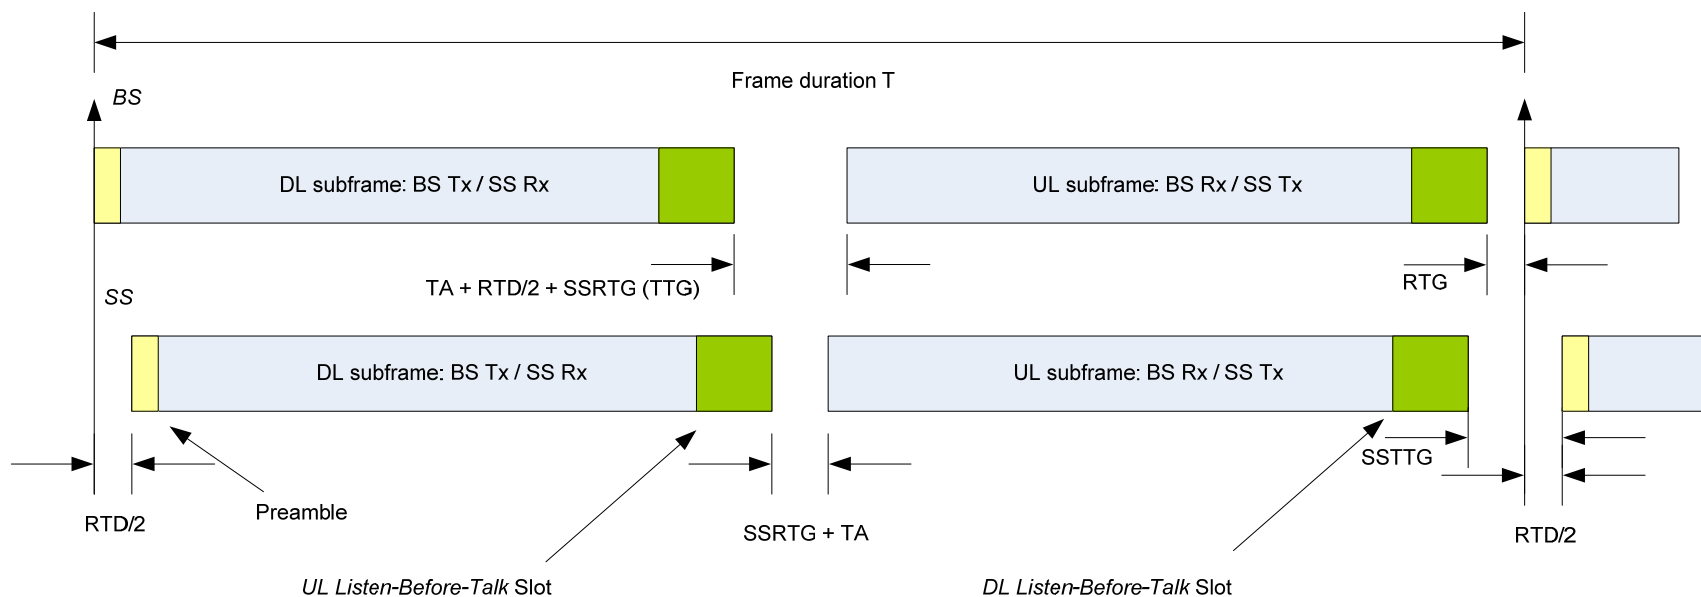 Frame duration T
BS
DL subframe: BS Tx / SS Rx
UL subframe: BS Rx / SS Tx
TA + RTD/2 + SSRTG (TTG)
RTG
SS
DL subframe: BS Tx / SS Rx
UL subframe: BS Rx / SS Tx
SSTTG
Preamble
RTD/2
SSRTG + TA
RTD/2
UL Listen-Before-Talk Slot
DL Listen-Before-Talk Slot